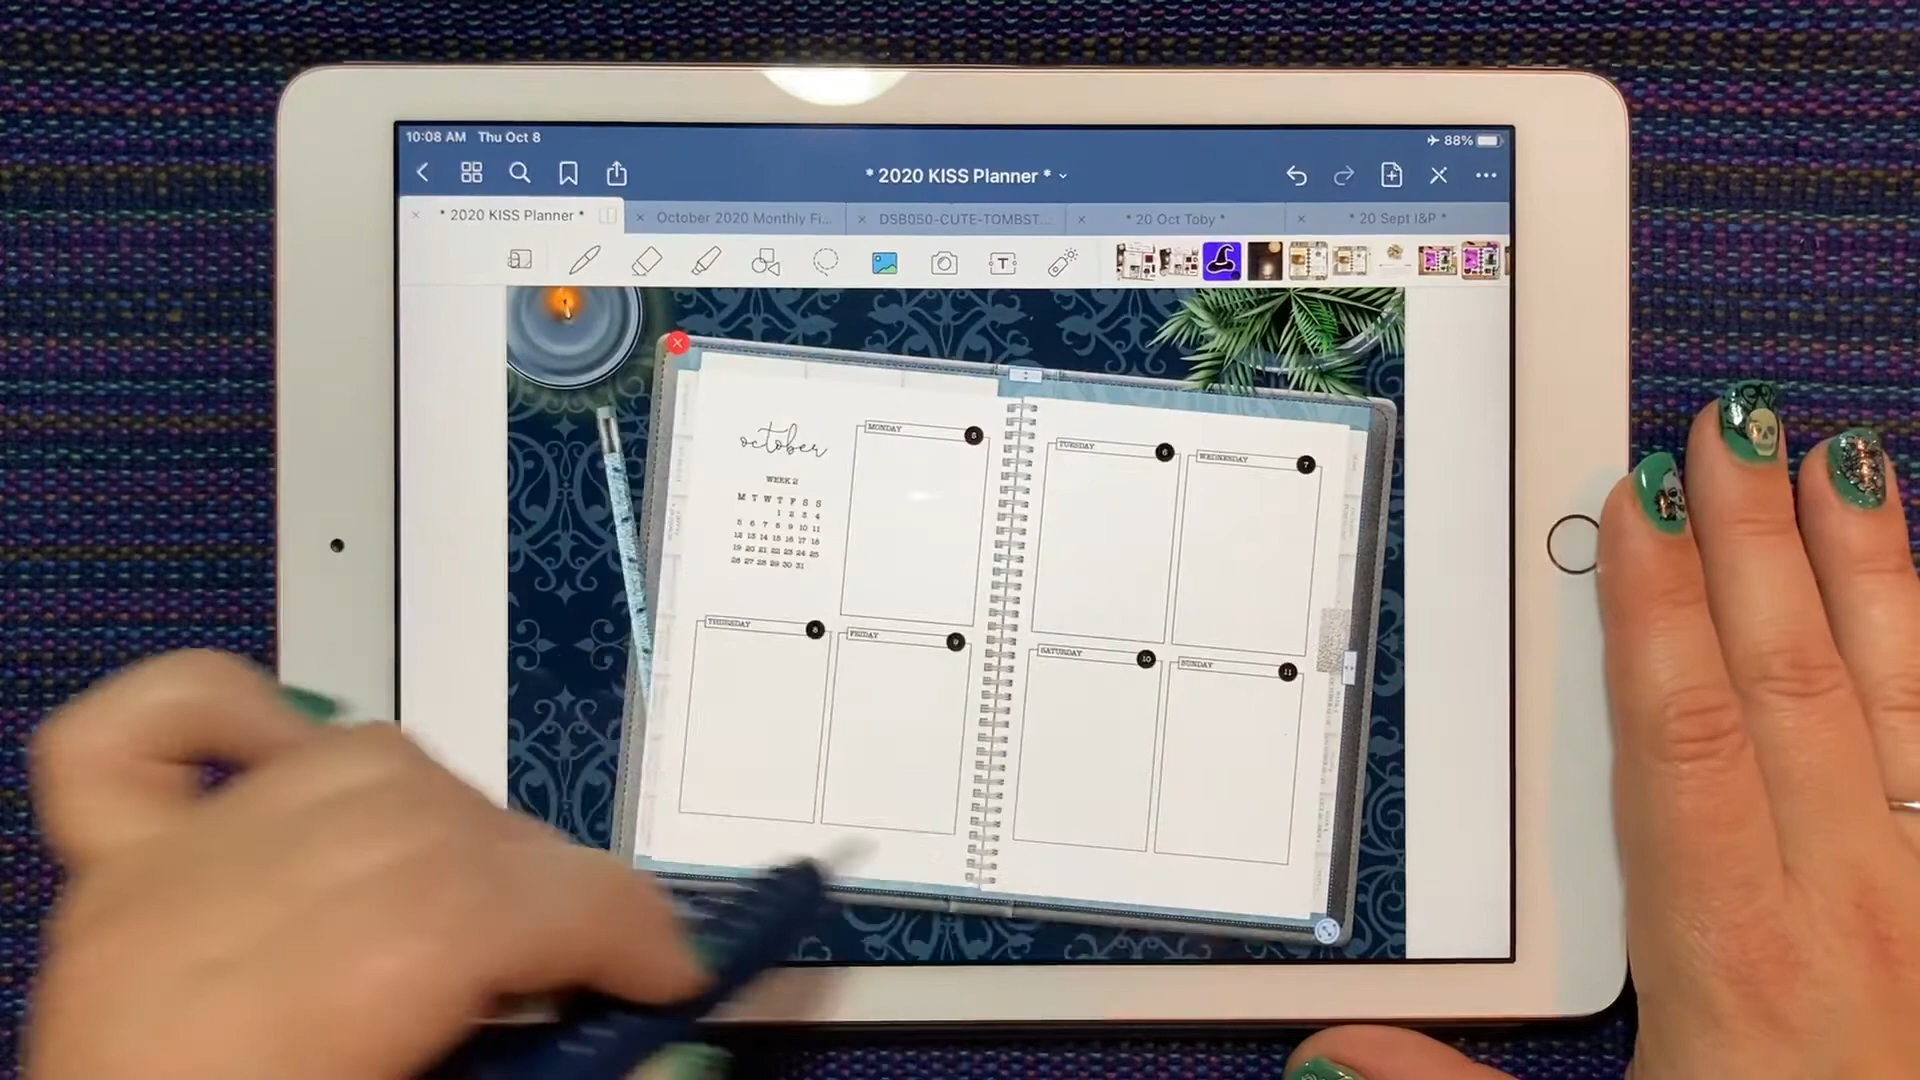 10:08 AM Thu Oct 8
88%
* 2020 KISS Planner *
* 2020 KISS Planner *
October 2020 Monthly Fi...
DSB050-CUTE-TOMBST...
* 20 Oct Toby *
* 20 Sept I&P *
T
october
WEEK 2
M T W T F S S
1 2 3 4
5 6 7 8 9 10 11
12 13 14 15 16 17 18
19 20 21 22 23 24 25
26 27 28 29 30 31
MONDAY 5
TUESDAY 6
WEDNESDAY 7
THURSDAY 8
FRIDAY 9
SATURDAY 10
SUNDAY 11